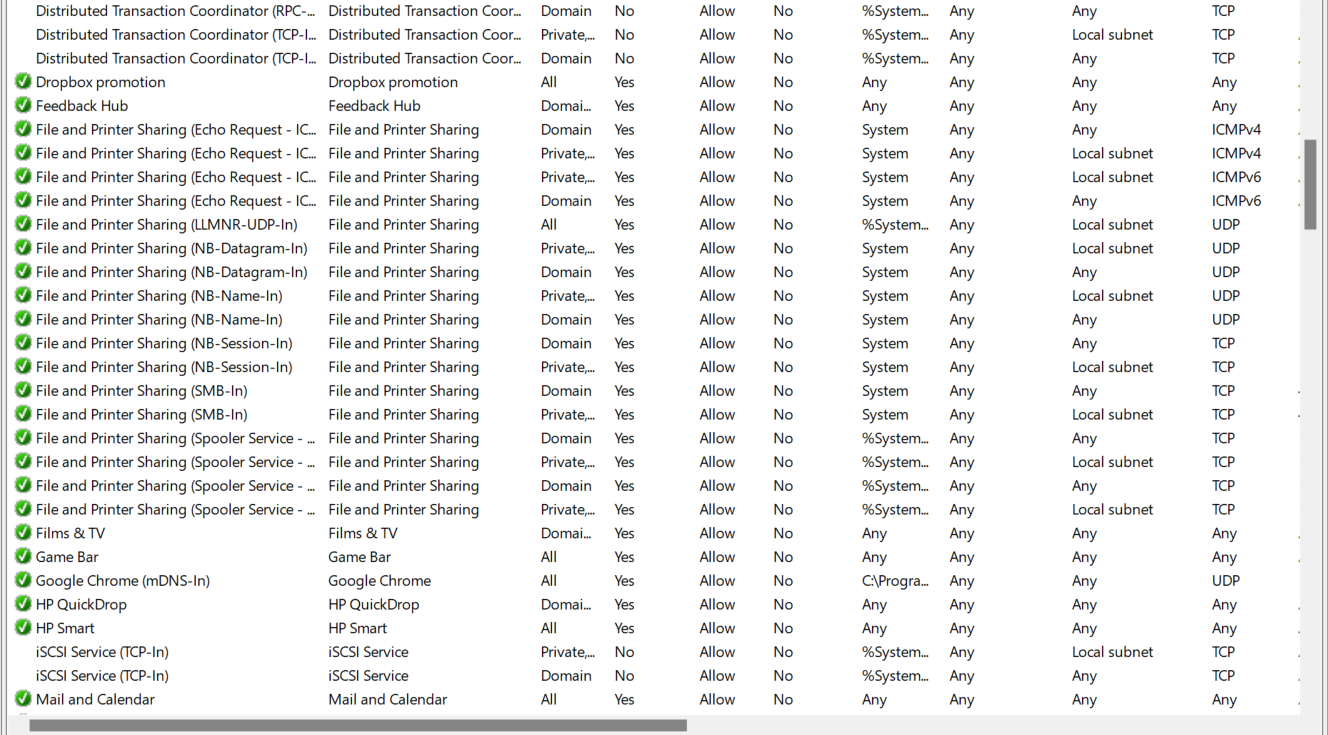 Distributed Transaction Coordinator (RPC-... Distributed Transaction Coor... Domain No Allow No %System... Any Any TCP
Distributed Transaction Coordinator (TCP-I... Distributed Transaction Coor... Private,... No Allow No %System... Any Local subnet TCP
Distributed Transaction Coordinator (TCP-I... Distributed Transaction Coor... Domain No Allow No %System... Any Any TCP
Dropbox promotion Dropbox promotion All Yes Allow No Any Any Any Any
Feedback Hub Feedback Hub Domai... Yes Allow No Any Any Any Any
File and Printer Sharing (Echo Request - IC... File and Printer Sharing Domain Yes Allow No System Any Any ICMPv4
File and Printer Sharing (Echo Request - IC... File and Printer Sharing Private,... Yes Allow No System Any Local subnet ICMPv4
File and Printer Sharing (Echo Request - IC... File and Printer Sharing Private,... Yes Allow No System Any Local subnet ICMPv6
File and Printer Sharing (Echo Request - IC... File and Printer Sharing Domain Yes Allow No System Any Any ICMPv6
File and Printer Sharing (LLMNR-UDP-In) File and Printer Sharing All Yes Allow No %System... Any Local subnet UDP
File and Printer Sharing (NB-Datagram-In) File and Printer Sharing Private,... Yes Allow No System Any Local subnet UDP
File and Printer Sharing (NB-Datagram-In) File and Printer Sharing Domain Yes Allow No System Any Any UDP
File and Printer Sharing (NB-Name-In) File and Printer Sharing Private,... Yes Allow No System Any Local subnet UDP
File and Printer Sharing (NB-Name-In) File and Printer Sharing Domain Yes Allow No System Any Any UDP
File and Printer Sharing (NB-Session-In) File and Printer Sharing Domain Yes Allow No System Any Any TCP
File and Printer Sharing (NB-Session-In) File and Printer Sharing Private,... Yes Allow No System Any Local subnet TCP
File and Printer Sharing (SMB-In) File and Printer Sharing Domain Yes Allow No System Any Any TCP
File and Printer Sharing (SMB-In) File and Printer Sharing Private,... Yes Allow No System Any Local subnet TCP
File and Printer Sharing (Spooler Service - ... File and Printer Sharing Domain Yes Allow No %System... Any Any TCP
File and Printer Sharing (Spooler Service - ... File and Printer Sharing Private,... Yes Allow No %System... Any Local subnet TCP
File and Printer Sharing (Spooler Service - ... File and Printer Sharing Domain Yes Allow No %System... Any Any TCP
File and Printer Sharing (Spooler Service - ... File and Printer Sharing Private,... Yes Allow No %System... Any Local subnet TCP
Films & TV Films & TV Domai... Yes Allow No Any Any Any Any
Game Bar Game Bar All Yes Allow No Any Any Any Any
Google Chrome (mDNS-In) Google Chrome All Yes Allow No C:\Progra... Any Any UDP
HP QuickDrop HP QuickDrop Domai... Yes Allow No Any Any Any Any
HP Smart HP Smart All Yes Allow No Any Any Any Any
iSCSI Service (TCP-In) iSCSI Service Private,... No Allow No %System... Any Local subnet TCP
iSCSI Service (TCP-In) iSCSI Service Domain No Allow No %System... Any Any TCP
Mail and Calendar Mail and Calendar All Yes Allow No Any Any Any Any